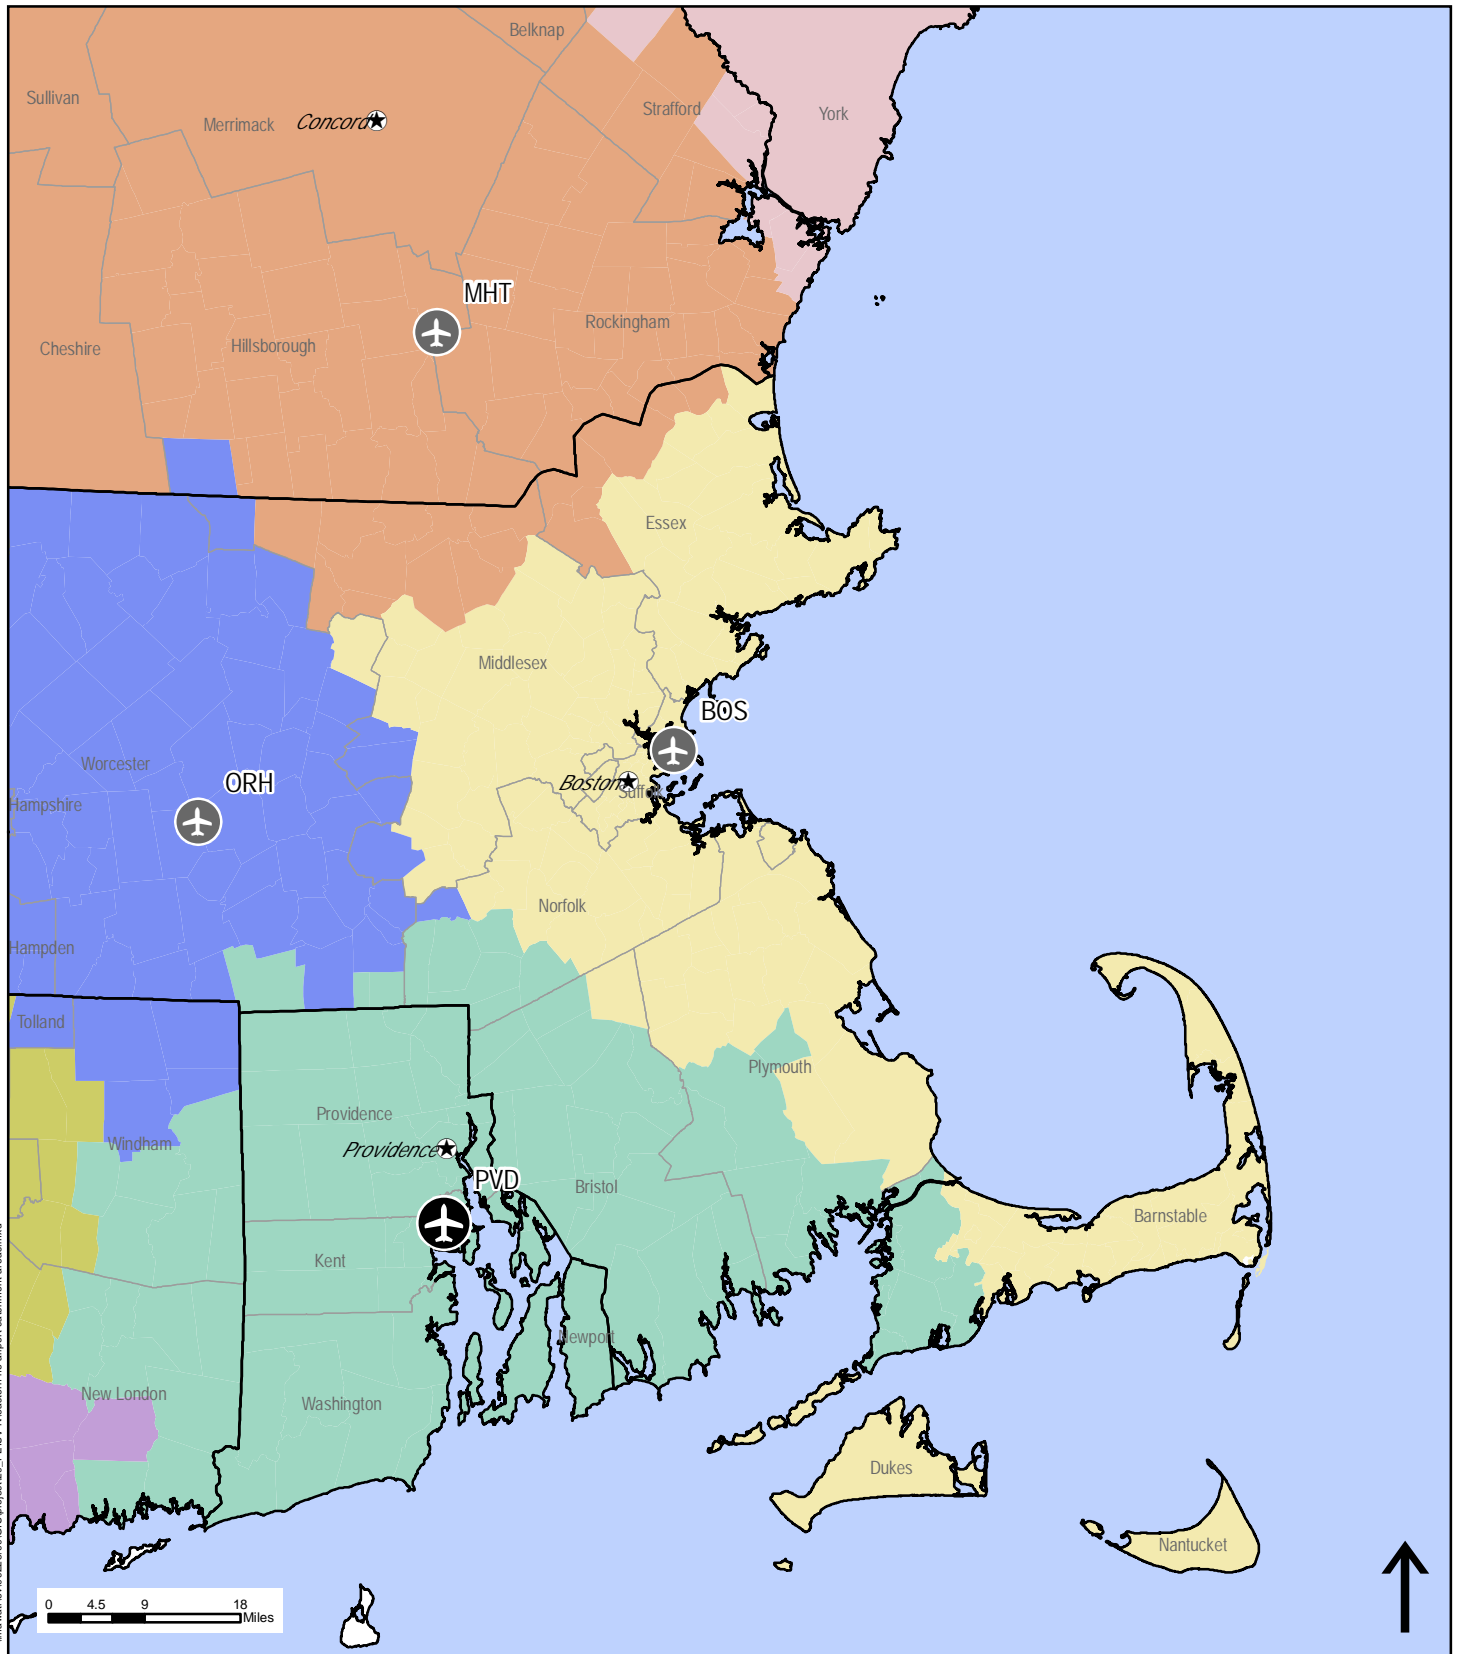 Belknap
Sullivan
Strafford
Merrimack
Concord
York
MHT
Rockingham
Cheshire
Hillsborough
Essex
Middlesex
BOS
Worcester
ORH
Boston
Suffolk
Hampshire
Norfolk
Hampden
Tolland
Plymouth
Providence
Windham
Providence
PVD
Bristol
Barnstable
Kent
Newport
New London
Washington
Dukes
Nantucket
0 4.5 9 18
Miles